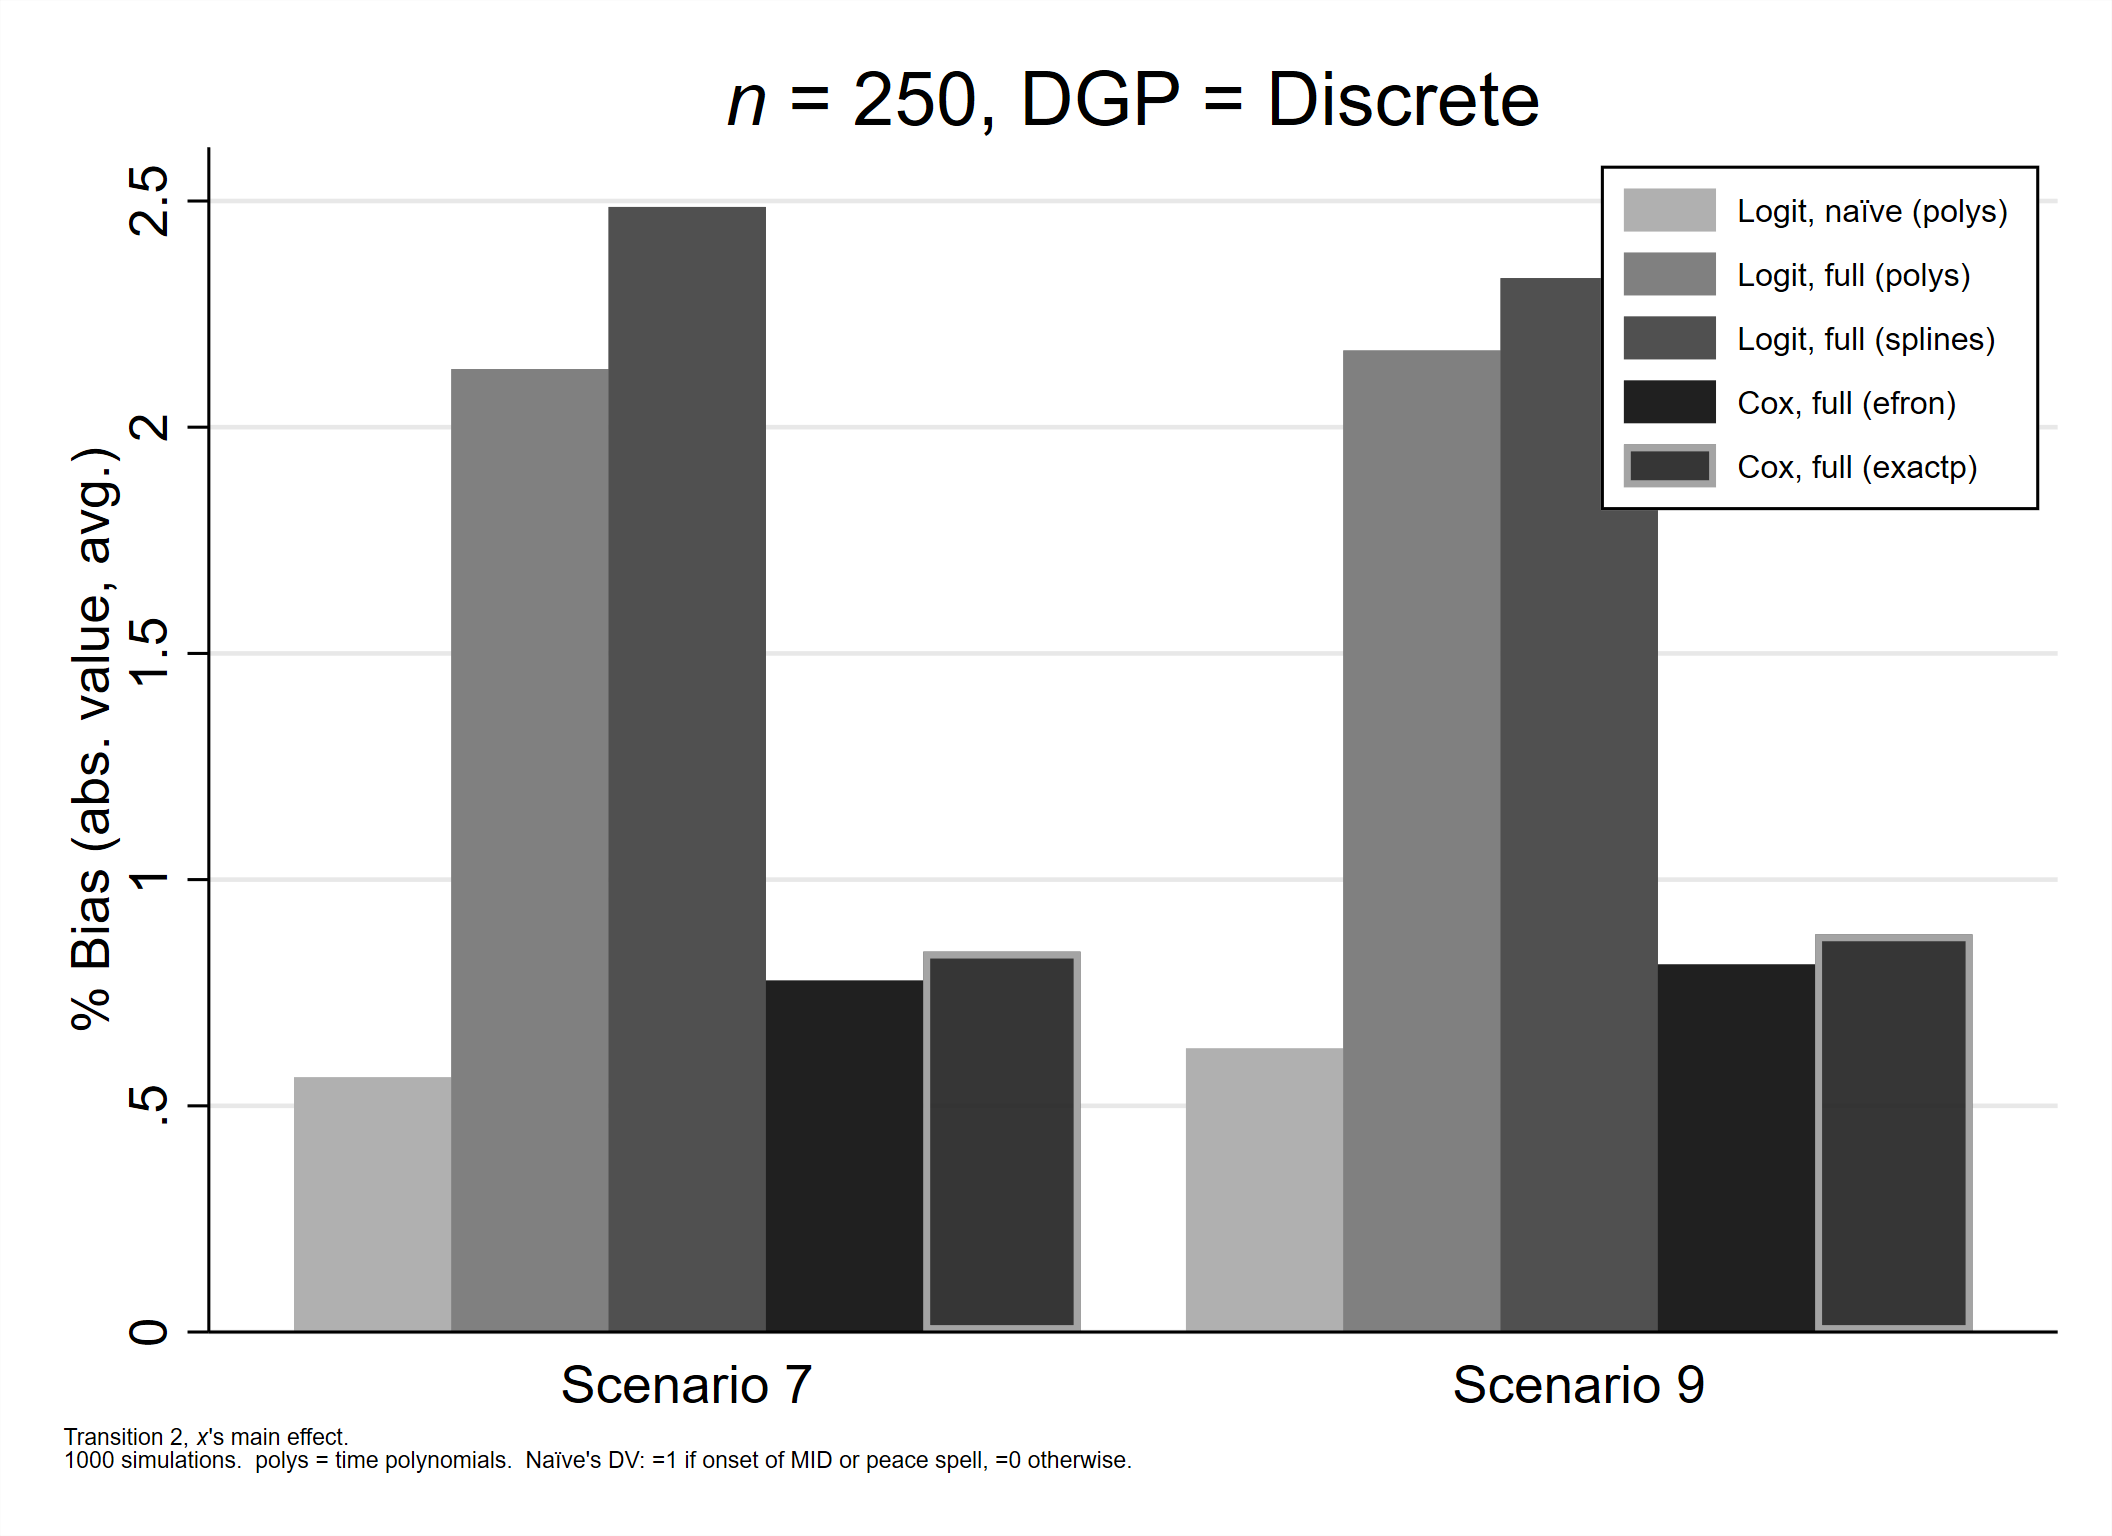 n = 250, DGP = Discrete
% Bias (abs. value, avg.)
2.5
2
1.5
1
.5
0
Logit, naïve (polys)
Logit, full (polys)
Logit, full (splines)
Cox, full (efron)
Cox, full (exactp)
Scenario 7
Scenario 9
Transition 2, x's main effect.
1000 simulations.  polys = time polynomials.  Naïve's DV: =1 if onset of MID or peace spell, =0 otherwise.